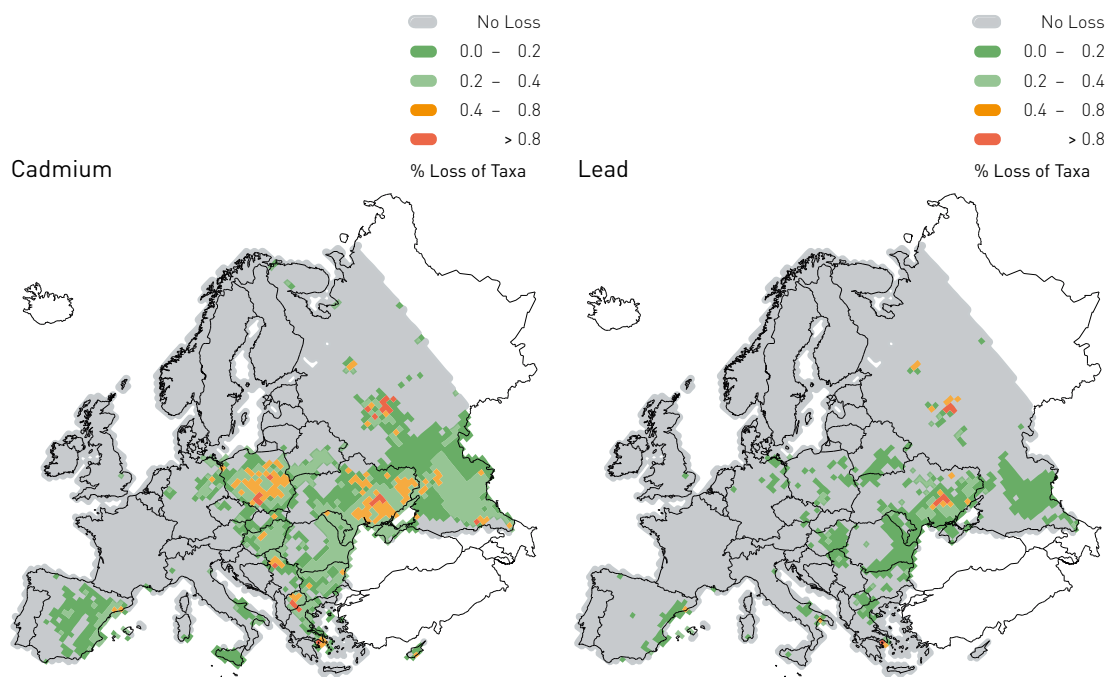 No Loss
0.0 – 0.2
0.2 – 0.4
0.4 – 0.8
> 0.8
% Loss of Taxa
Cadmium
No Loss
0.0 – 0.2
0.2 – 0.4
0.4 – 0.8
> 0.8
% Loss of Taxa
Lead